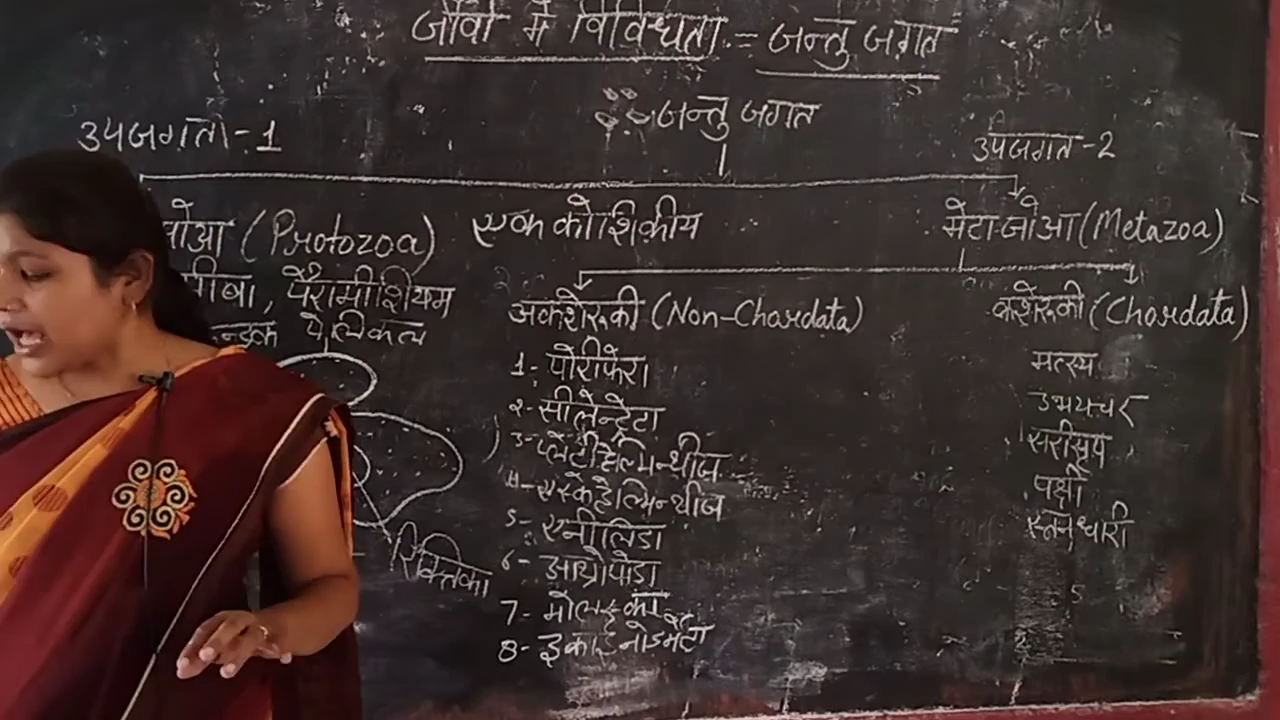 जीवों में विविधता = जन्तु जगत
जन्तु जगत
उपजगत - 1
उपजगत - 2
जोआ (Protozoa) एक कोशिकीय
मेटाजोआ (Metazoa)
मीबा, पैरामीशियम
पेलिकल
रिक्तिका
अकशेरुकी (Non-Chordata)
1- पोरीफेरा
2- सीलेन्ट्रेटा
3- प्लेटीहेल्मिन्थीज
4- एस्केहेल्मिन्थीज
5- एनीलिडा
6- आर्थ्रोपोडा
7- मोलस्का
8- इकाइनोडर्मेटा
कशेरुकी (Chordata)
मत्स्य
उभयचर
सरीसृप
पक्षी
स्तनधारी